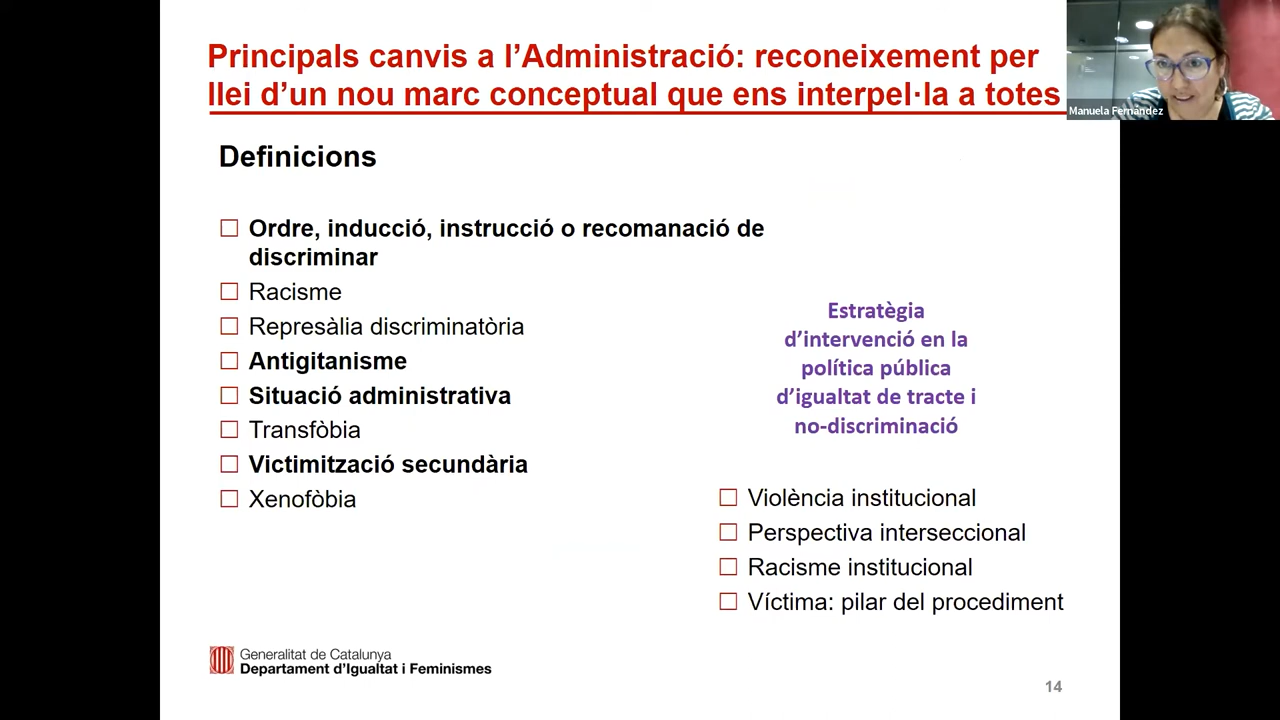 Principals canvis a l’Administració: reconeixement per
llei d’un nou marc conceptual que ens interpel·la a totes
Manuela Fernández
Definicions
Ordre, inducció, instrucció o recomanació de
discriminar
Racisme
Represàlia discriminatòria
Antigitanisme
Situació administrativa
Transfòbia
Victimització secundària
Xenofòbia
Estratègia
d’intervenció en la
política pública
d’igualtat de tracte i
no-discriminació
Violència institucional
Perspectiva interseccional
Racisme institucional
Víctima: pilar del procediment
Generalitat de Catalunya
Departament d’Igualtat i Feminismes
14